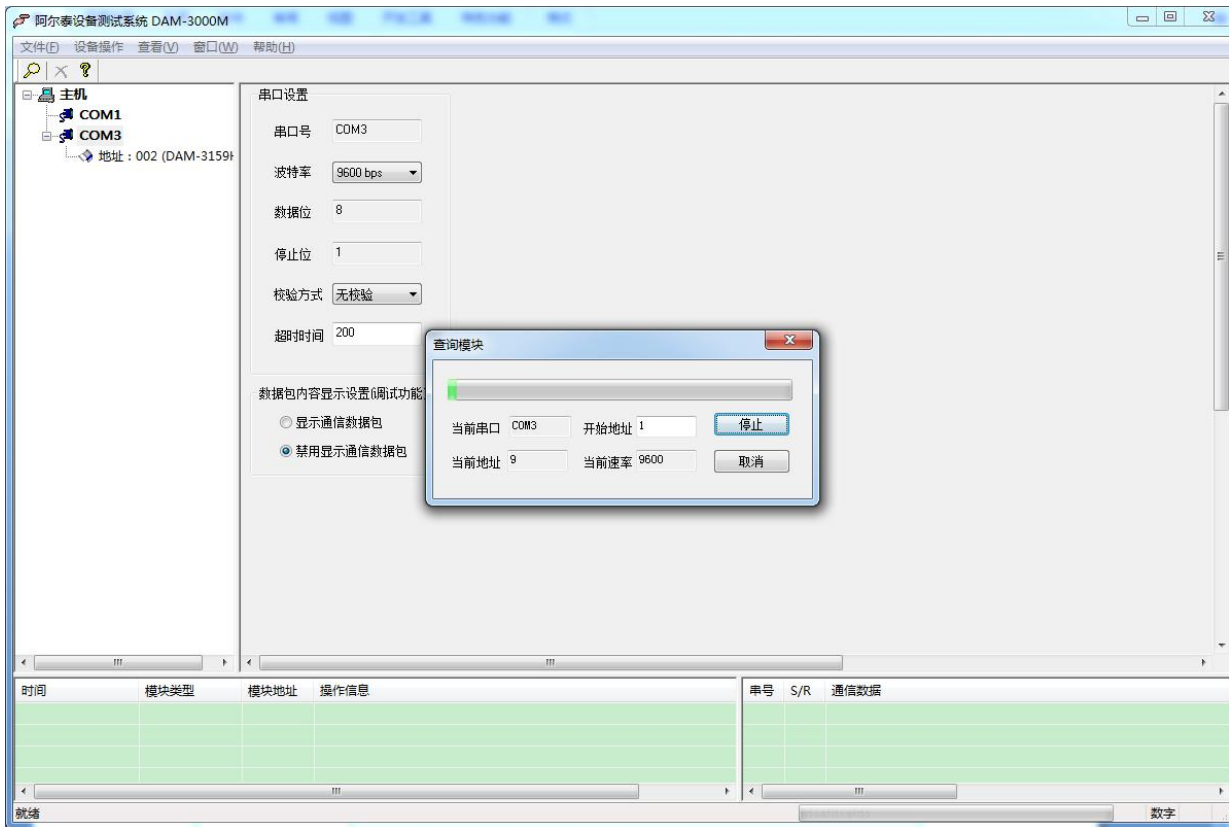 阿尔泰设备测试系统 DAM-3000M
文件(F) 设备操作 查看(V) 窗口(W) 帮助(H)
主机
COM1
COM3
地址：002 (DAM-3159H
串口设置
串口号 COM3
波特率 9600 bps
数据位 8
停止位 1
校验方式 无校验
超时时间 200
数据包内容显示设置(调试功能
显示通信数据包
禁用显示通信数据包
查询模块
当前串口 COM3 开始地址 1 停止
当前地址 9 当前速率 9600 取消
时间 模块类型 模块地址 操作信息
串号 S/R 通信数据
就绪
数字